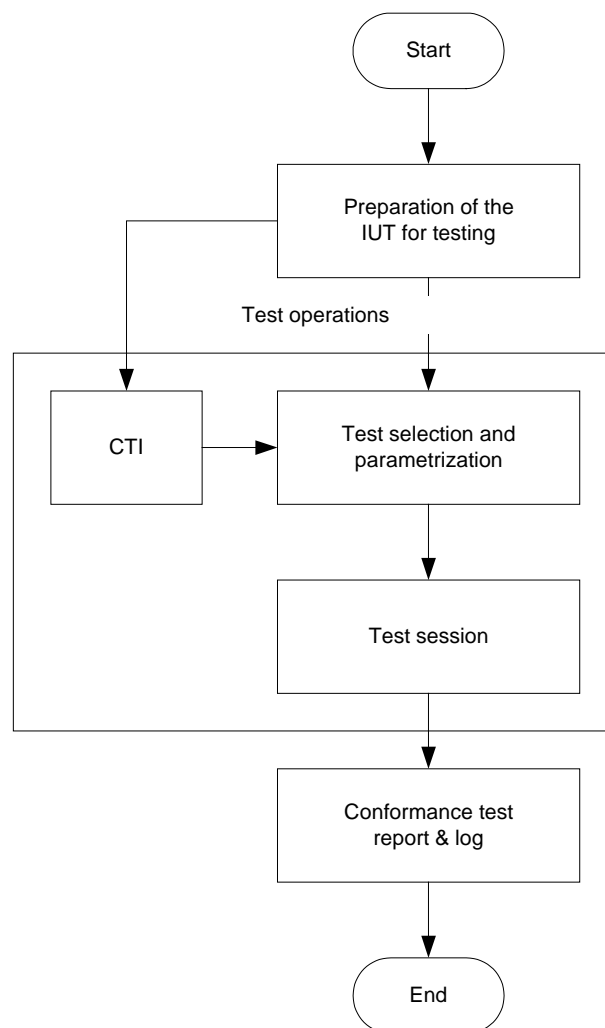 Start
Preparation of the
IUT for testing
Test operations
CTI
Test selection and
parametrization
Test session
Conformance test
report & log
End